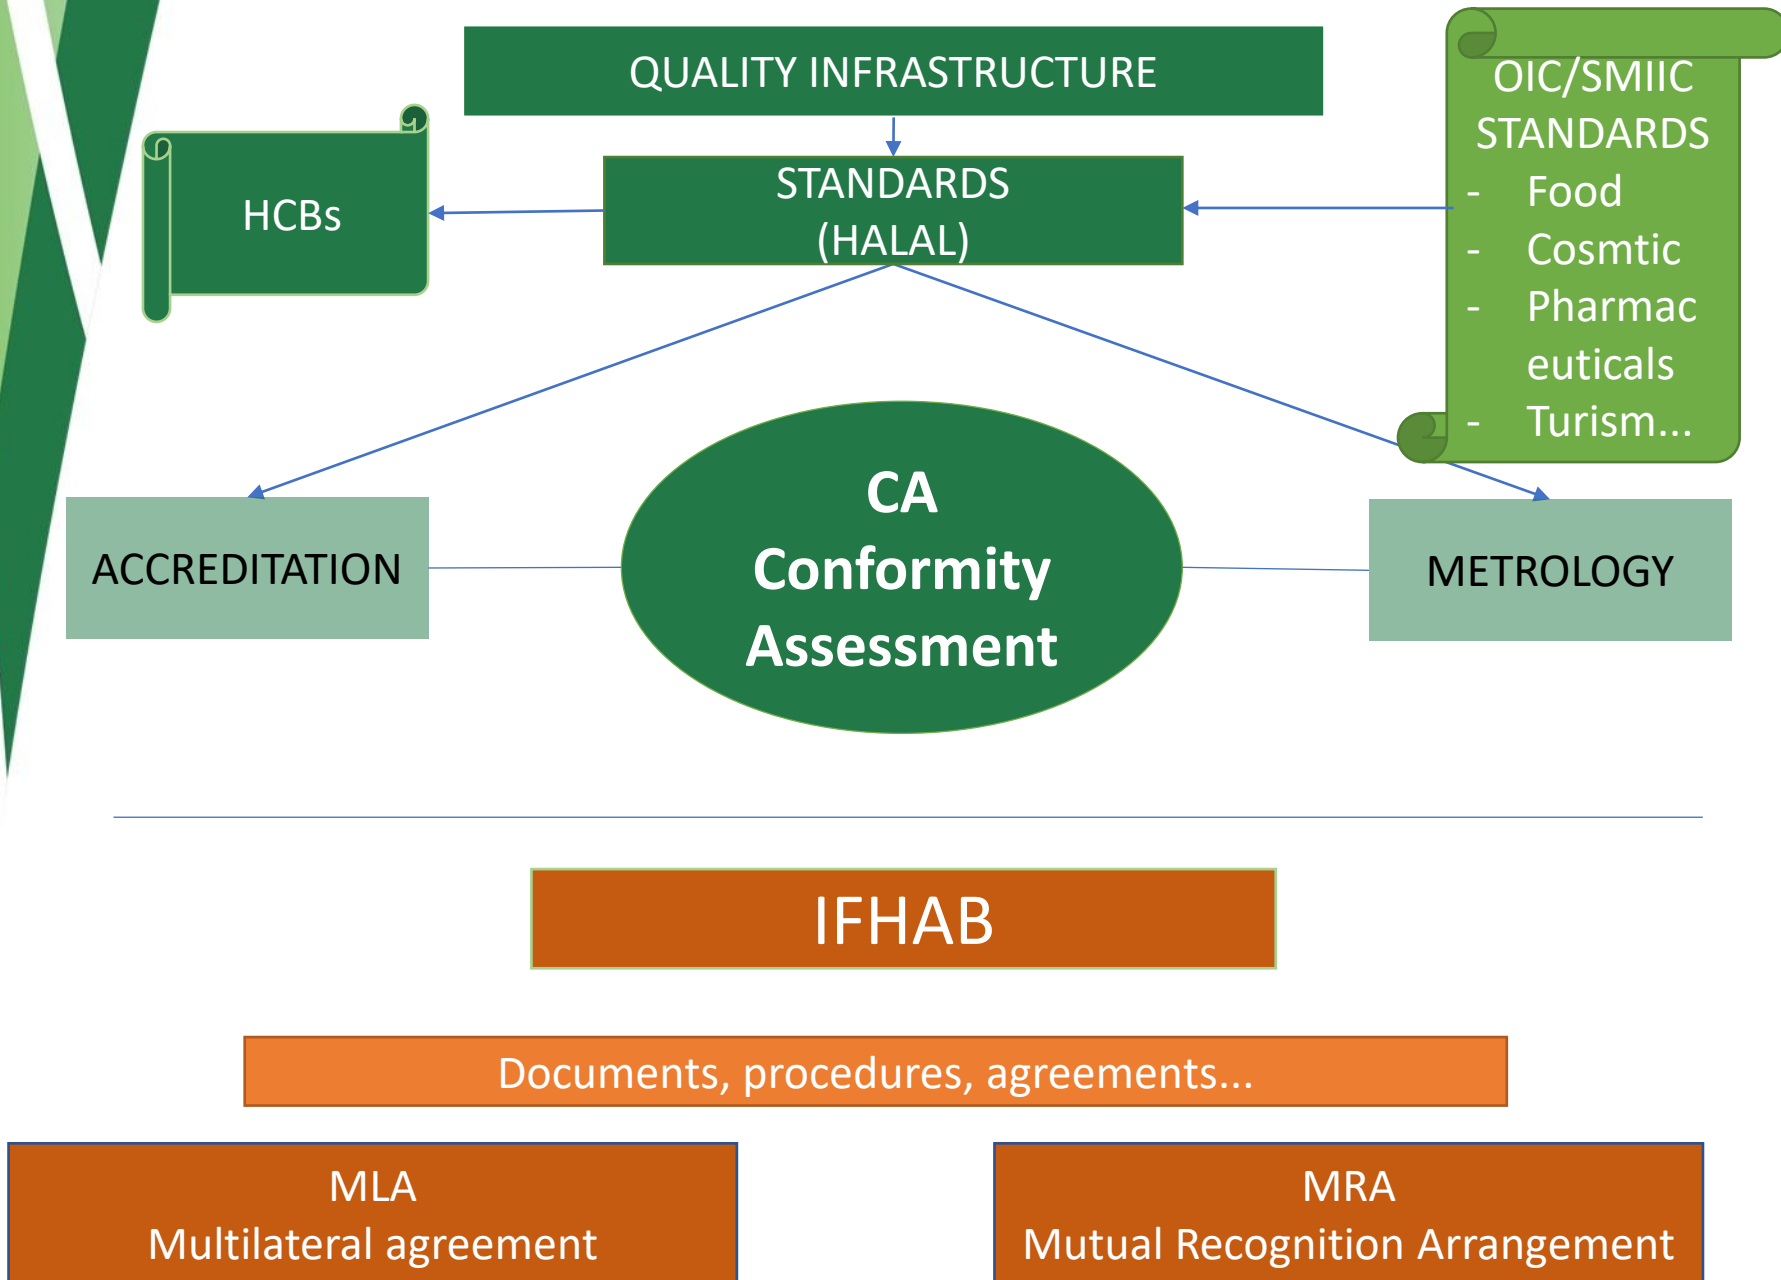 QUALITY INFRASTRUCTURE
OIC/SMIIC
STANDARDS
- Food
- Cosmtic
- Pharmac
euticals
- Turism...
HCBs
STANDARDS
(HALAL)
ACCREDITATION
CA
Conformity
Assessment
METROLOGY
IFHAB
Documents, procedures, agreements...
MLA
Multilateral agreement
MRA
Mutual Recognition Arrangement